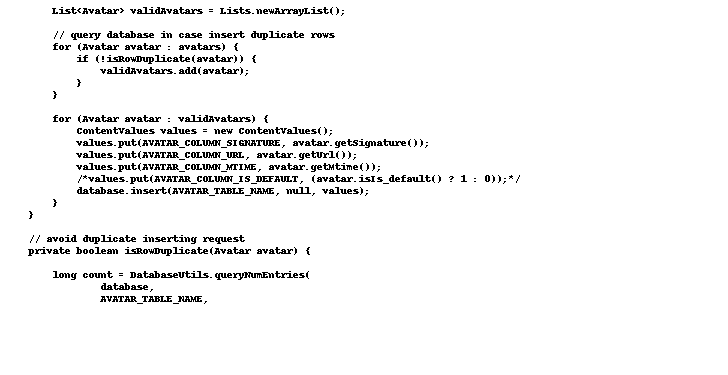 List<Avatar> validAvatars = Lists.newArrayList();
// query database in case insert duplicate rows
for (Avatar avatar : avatars) {
if (!isRowDuplicate(avatar)) {
validAvatars.add(avatar);
}
}
for (Avatar avatar : validAvatars) {
ContentValues values = new ContentValues();
values.put(AVATAR_COLUMN_SIGNATURE, avatar.getSignature());
values.put(AVATAR_COLUMN_URL, avatar.getUrl());
values.put(AVATAR_COLUMN_MTIME, avatar.getMtime());
/*values.put(AVATAR_COLUMN_IS_DEFAULT, (avatar.isIs_default() ? 1 : 0));*/
database.insert(AVATAR_TABLE_NAME, null, values);
}
}
// avoid duplicate inserting request
private boolean isRowDuplicate(Avatar avatar) {
long count = DatabaseUtils.queryNumEntries(
database,
AVATAR_TABLE_NAME,